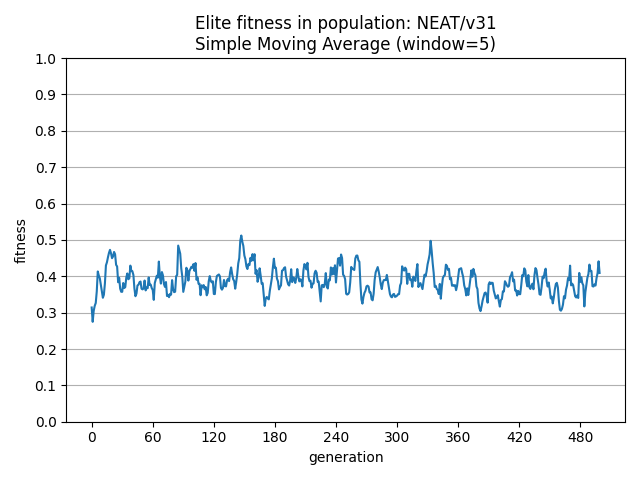 Elite fitness in population: NEAT/v31
Simple Moving Average (window=5)
1.0
0.9
0.8
0.7
0.6
0.5
0.4
0.3
0.2
0.1
0.0
fitness
0 60 120 180 240 300 360 420 480
generation